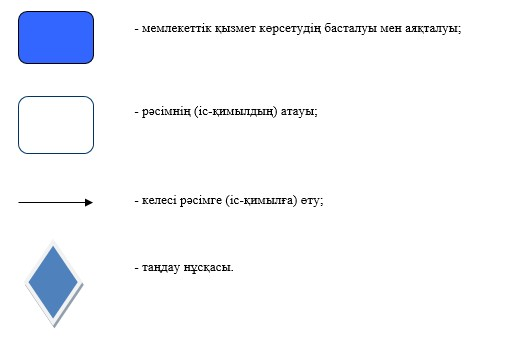 - мемлекеттік қызмет көрсетудің басталуы мен аяқталуы;
- рәсімнің (іс-қимылдың) атауы;
- келесі рәсімге (іс-қимылға) өту;
- таңдау нұсқасы.